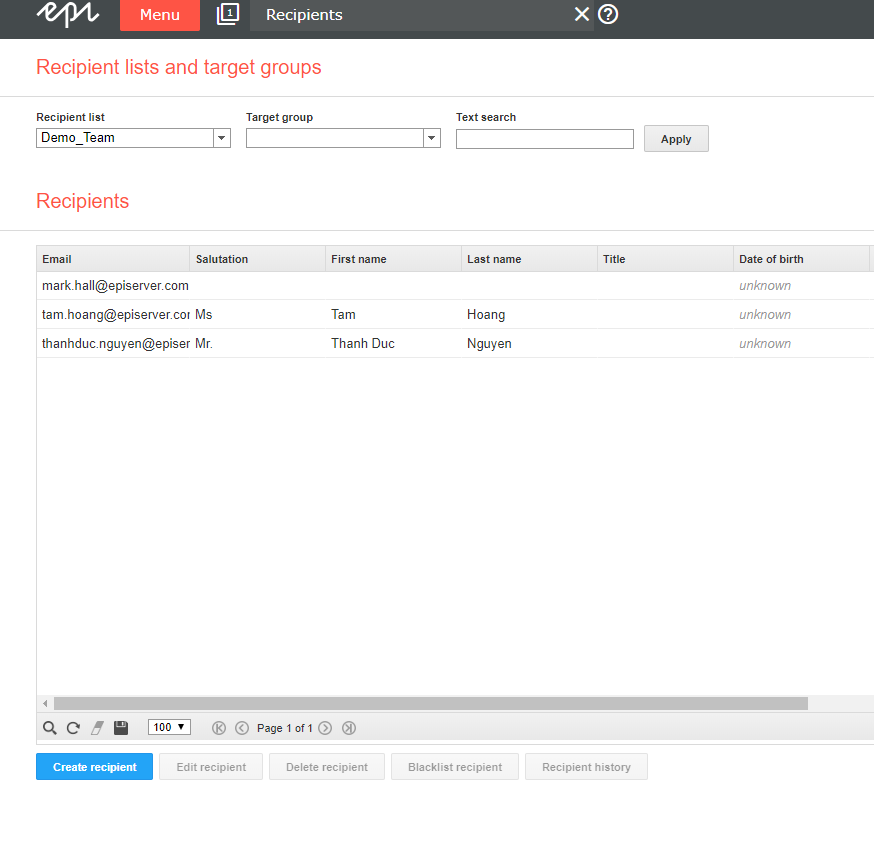 epi Menu 1 Recipients ?
Recipient lists and target groups
Recipient list Target group Text search
Demo_Team Apply
Recipients
Email Salutation First name Last name Title Date of birth
mark.hall@episerver.com unknown
tam.hoang@episerver.cor Ms Tam Hoang unknown
thanhduc.nguyen@episer Mr. Thanh Duc Nguyen unknown
100 Page 1 of 1
Create recipient Edit recipient Delete recipient Blacklist recipient Recipient history